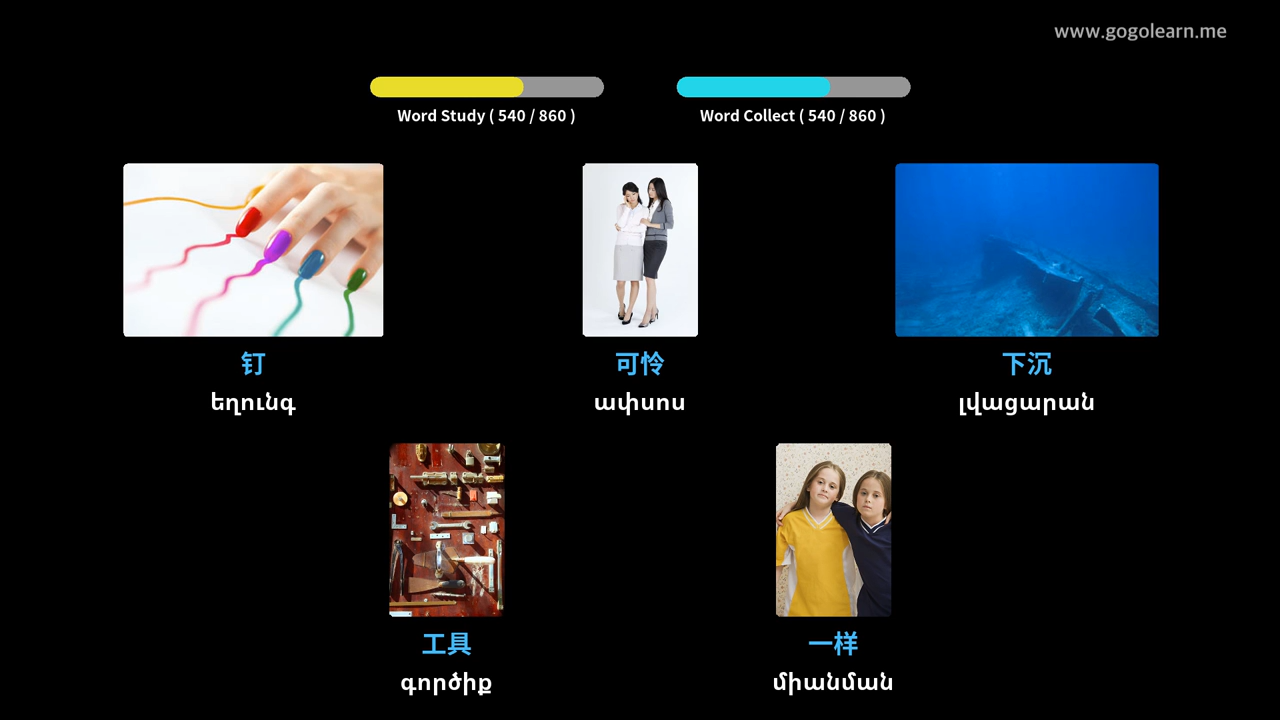 www.gogolearn.me
Word Study ( 540 / 860 )
Word Collect ( 540 / 860 )
钉
եղունգ
可怜
ափսոս
下沉
լվացարան
工具
գործիք
一样
միանման